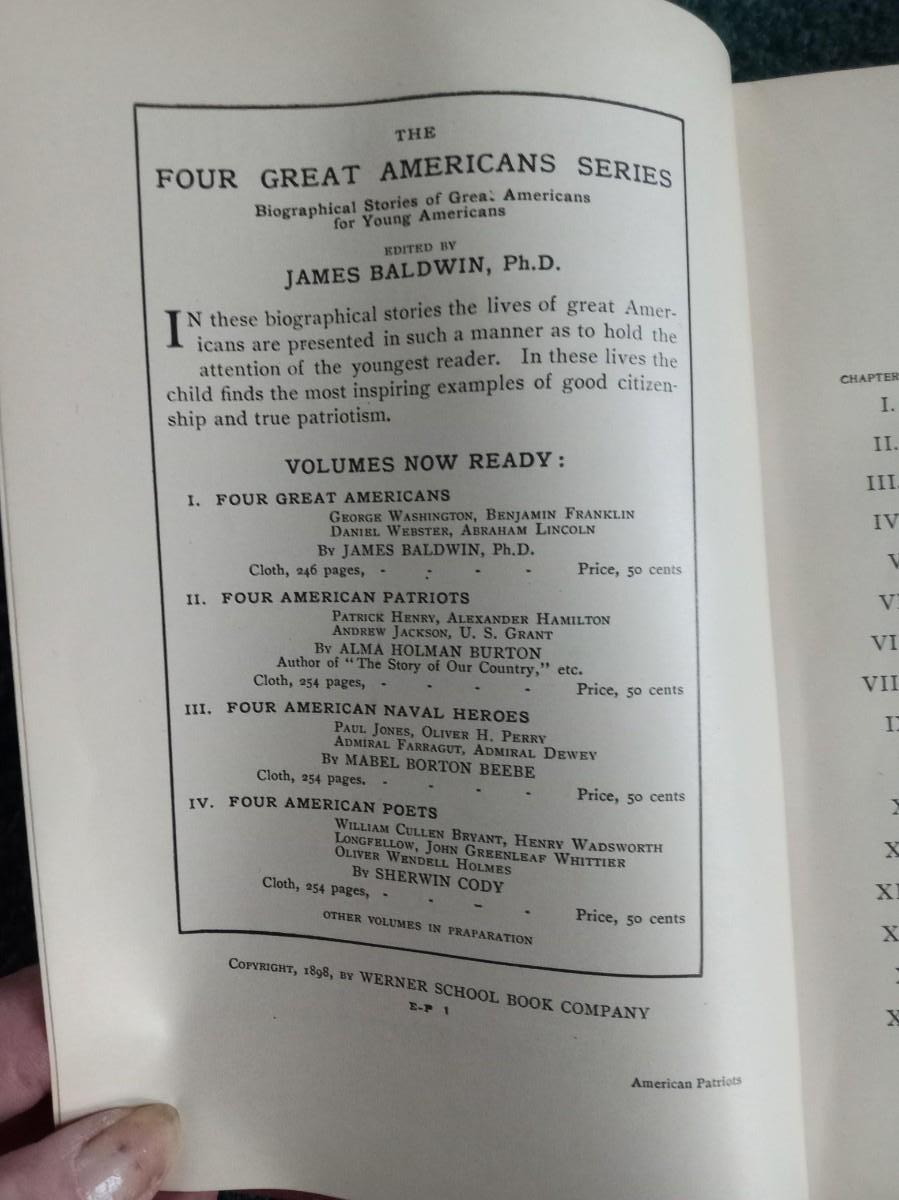 THE
FOUR GREAT AMERICANS SERIES
Biographical Stories of Great Americans
for Young Americans
EDITED BY
JAMES BALDWIN, Ph.D.
IN these biographical stories the lives of great Amer-
icans are presented in such a manner as to hold the
attention of the youngest reader. In these lives the
child finds the most inspiring examples of good citizen-
ship and true patriotism.
VOLUMES NOW READY:
I. FOUR GREAT AMERICANS
GEORGE WASHINGTON, BENJAMIN FRANKLIN
DANIEL WEBSTER, ABRAHAM LINCOLN
BY JAMES BALDWIN, Ph.D.
Cloth, 246 pages, - - - - Price, 50 cents
II. FOUR AMERICAN PATRIOTS
PATRICK HENRY, ALEXANDER HAMILTON
ANDREW JACKSON, U. S. GRANT
BY ALMA HOLMAN BURTON
Author of "The Story of Our Country," etc.
Cloth, 254 pages, - - - - Price, 50 cents
III. FOUR AMERICAN NAVAL HEROES
PAUL JONES, OLIVER H. PERRY
ADMIRAL FARRAGUT, ADMIRAL DEWEY
BY MABEL BORTON BEEBE
Cloth, 254 pages. - - - - Price, 50 cents
IV. FOUR AMERICAN POETS
WILLIAM CULLEN BRYANT, HENRY WADSWORTH
LONGFELLOW, JOHN GREENLEAF WHITTIER
OLIVER WENDELL HOLMES
BY SHERWIN CODY
Cloth, 254 pages, - - - - Price, 50 cents
OTHER VOLUMES IN PRAPARATION
COPYRIGHT, 1898, BY WERNER SCHOOL BOOK COMPANY
E-P 1
American Patriots
CHAPTER
I.
II.
III.
IV